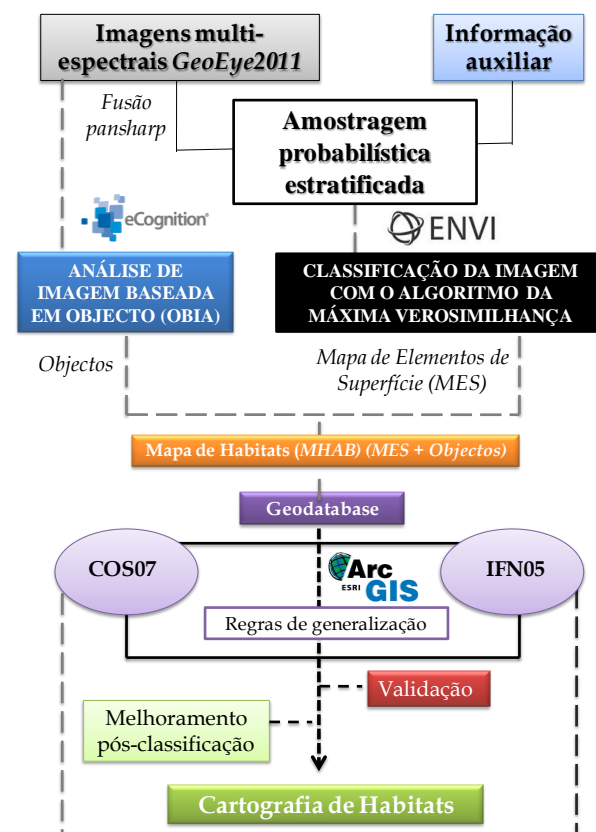 Imagens multi-
espectrais GeoEye2011
Informação
auxiliar
Fusão
pansharp
Amostragem
probabilística
estratificada
eCognition®
ENVI
ANÁLISE DE
IMAGEM BASEADA
EM OBJECTO (OBIA)
CLASSIFICAÇÃO DA IMAGEM
COM O ALGORITMO DA
MÁXIMA VEROSIMILHANÇA
Objectos
Mapa de Elementos de
Superfície (MES)
Mapa de Habitats (MHAB) (MES + Objectos)
Geodatabase
COS07
Arc
ESRI GIS
IFN05
Regras de generalização
Validação
Melhoramento
pós-classificação
Cartografia de Habitats